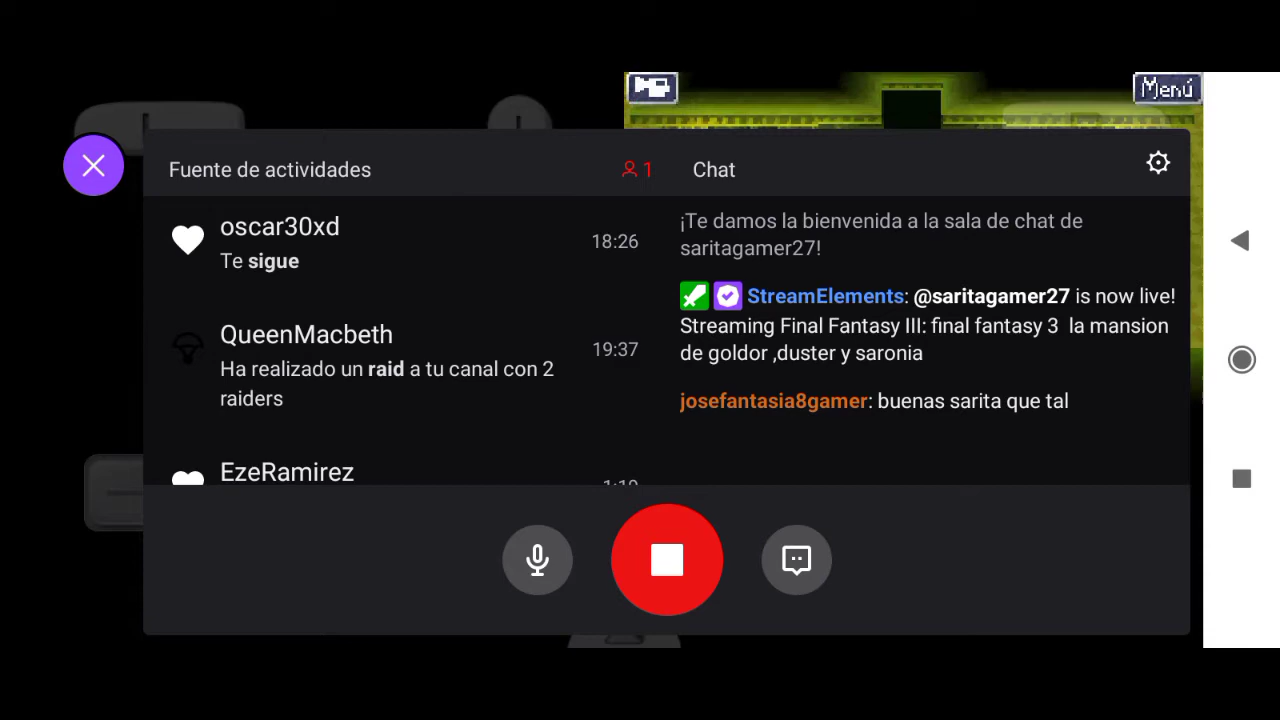 Menú
Fuente de actividades
1
Chat
oscar30xd
Te sigue
18:26
QueenMacbeth
Ha realizado un raid a tu canal con 2
raiders
19:37
EzeRamirez
¡Te damos la bienvenida a la sala de chat de
saritagamer27!
StreamElements: @saritagamer27 is now live!
Streaming Final Fantasy III: final fantasy 3 la mansion
de goldor ,duster y saronia
josefantasia8gamer: buenas sarita que tal